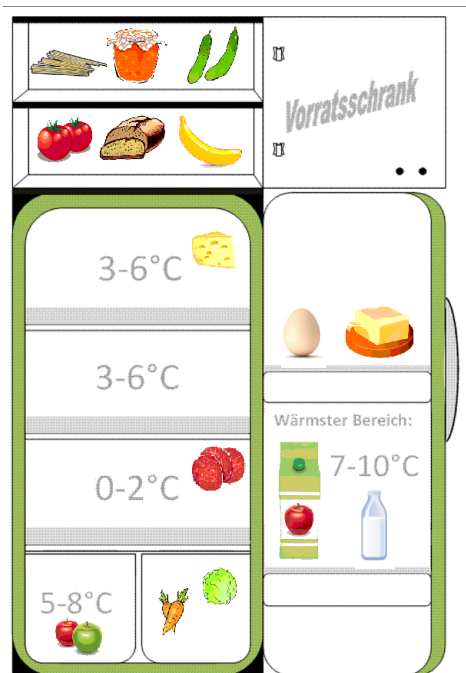 Vorratsschrank
3-6°C
3-6°C
0-2°C
5-8°C
Wärmster Bereich:
7-10°C